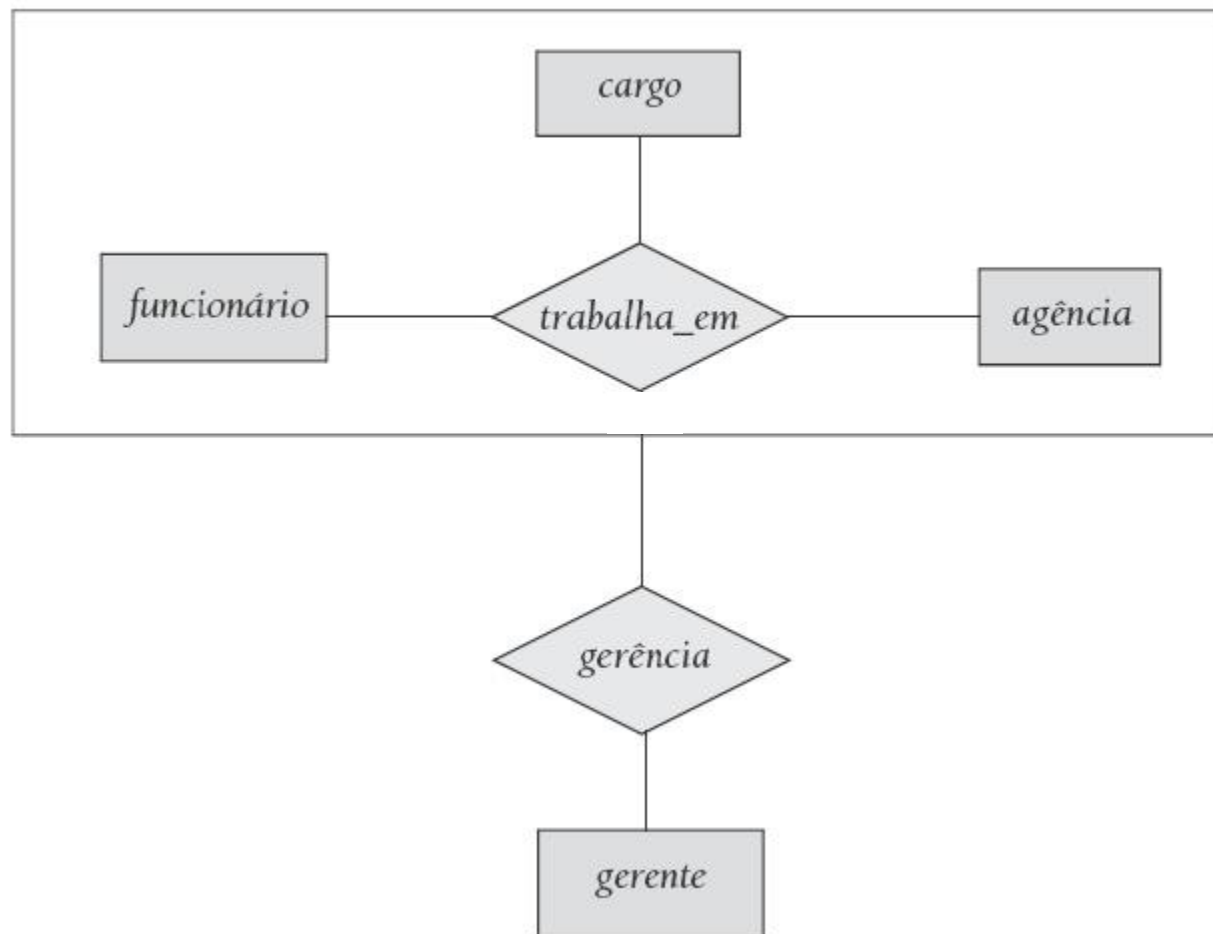 cargo
funcionário
trabalha_em
agência
gerência
gerente